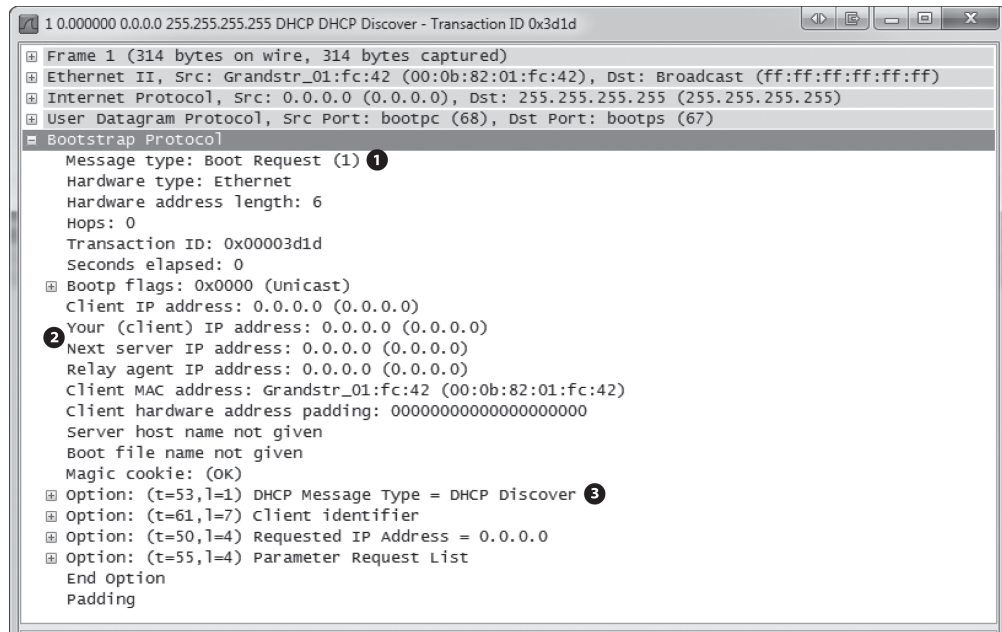 1 0.000000 0.0.0.0 255.255.255.255 DHCP DHCP Discover - Transaction ID 0x3d1d
Frame 1 (314 bytes on wire, 314 bytes captured)
Ethernet II, Src: Grandstr_01:fc:42 (00:0b:82:01:fc:42), Dst: Broadcast (ff:ff:ff:ff:ff:ff)
Internet Protocol, Src: 0.0.0.0 (0.0.0.0), Dst: 255.255.255.255 (255.255.255.255)
User Datagram Protocol, Src Port: bootpc (68), Dst Port: bootps (67)
Bootstrap Protocol
Message type: Boot Request (1) 1
Hardware type: Ethernet
Hardware address length: 6
Hops: 0
Transaction ID: 0x00003d1d
Seconds elapsed: 0
Bootp flags: 0x0000 (Unicast)
Client IP address: 0.0.0.0 (0.0.0.0)
2 Your (client) IP address: 0.0.0.0 (0.0.0.0)
Next server IP address: 0.0.0.0 (0.0.0.0)
Relay agent IP address: 0.0.0.0 (0.0.0.0)
Client MAC address: Grandstr_01:fc:42 (00:0b:82:01:fc:42)
Client hardware address padding: 00000000000000000000
Server host name not given
Boot file name not given
Magic cookie: (OK)
Option: (t=53,l=1) DHCP Message Type = DHCP Discover 3
Option: (t=61,l=7) Client identifier
Option: (t=50,l=4) Requested IP Address = 0.0.0.0
Option: (t=55,l=4) Parameter Request List
End Option
Padding